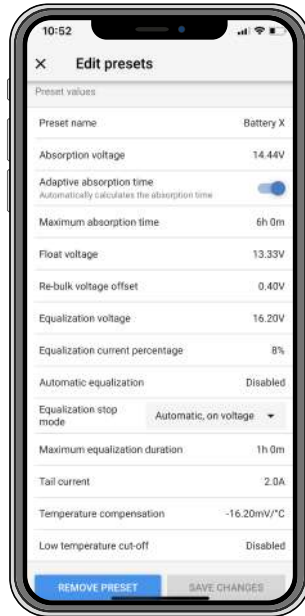 10:52
× Edit presets
Preset values
Preset name Battery X
Absorption voltage 14.44V
Adaptive absorption time
Automatically calculates the absorption time
Maximum absorption time 6h 0m
Float voltage 13.33V
Re-bulk voltage offset 0.40V
Equalization voltage 16.20V
Equalization current percentage 8%
Automatic equalization Disabled
Equalization stop mode Automatic, on voltage
Maximum equalization duration 1h 0m
Tail current 2.0A
Temperature compensation -16.20mV/°C
Low temperature cut-off Disabled
REMOVE PRESET SAVE CHANGES